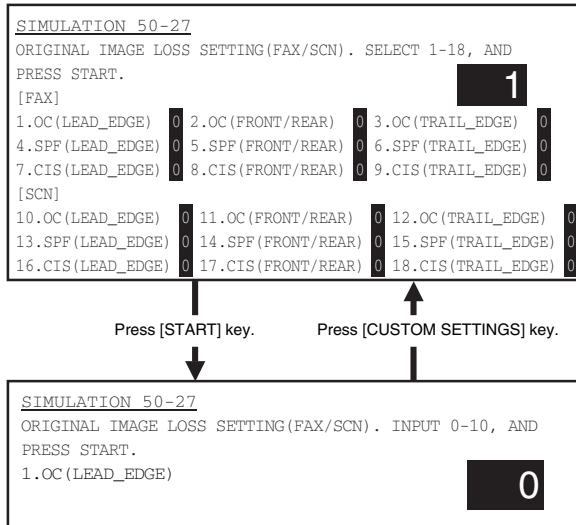 SIMULATION 50-27
ORIGINAL IMAGE LOSS SETTING(FAX/SCN). SELECT 1-18, AND
PRESS START.
1
[FAX]
1.OC(LEAD_EDGE) 0 2.OC(FRONT/REAR) 0 3.OC(TRAIL_EDGE) 0
4.SPF(LEAD_EDGE) 0 5.SPF(FRONT/REAR) 0 6.SPF(TRAIL_EDGE) 0
7.CIS(LEAD_EDGE) 0 8.CIS(FRONT/REAR) 0 9.CIS(TRAIL_EDGE) 0
[SCN]
10.OC(LEAD_EDGE) 0 11.OC(FRONT/REAR) 0 12.OC(TRAIL_EDGE) 0
13.SPF(LEAD_EDGE) 0 14.SPF(FRONT/REAR) 0 15.SPF(TRAIL_EDGE) 0
16.CIS(LEAD_EDGE) 0 17.CIS(FRONT/REAR) 0 18.CIS(TRAIL_EDGE) 0
Press [START] key. Press [CUSTOM SETTINGS] key.
SIMULATION 50-27
ORIGINAL IMAGE LOSS SETTING(FAX/SCN). INPUT 0-10, AND
PRESS START.
1.OC(LEAD_EDGE)
0